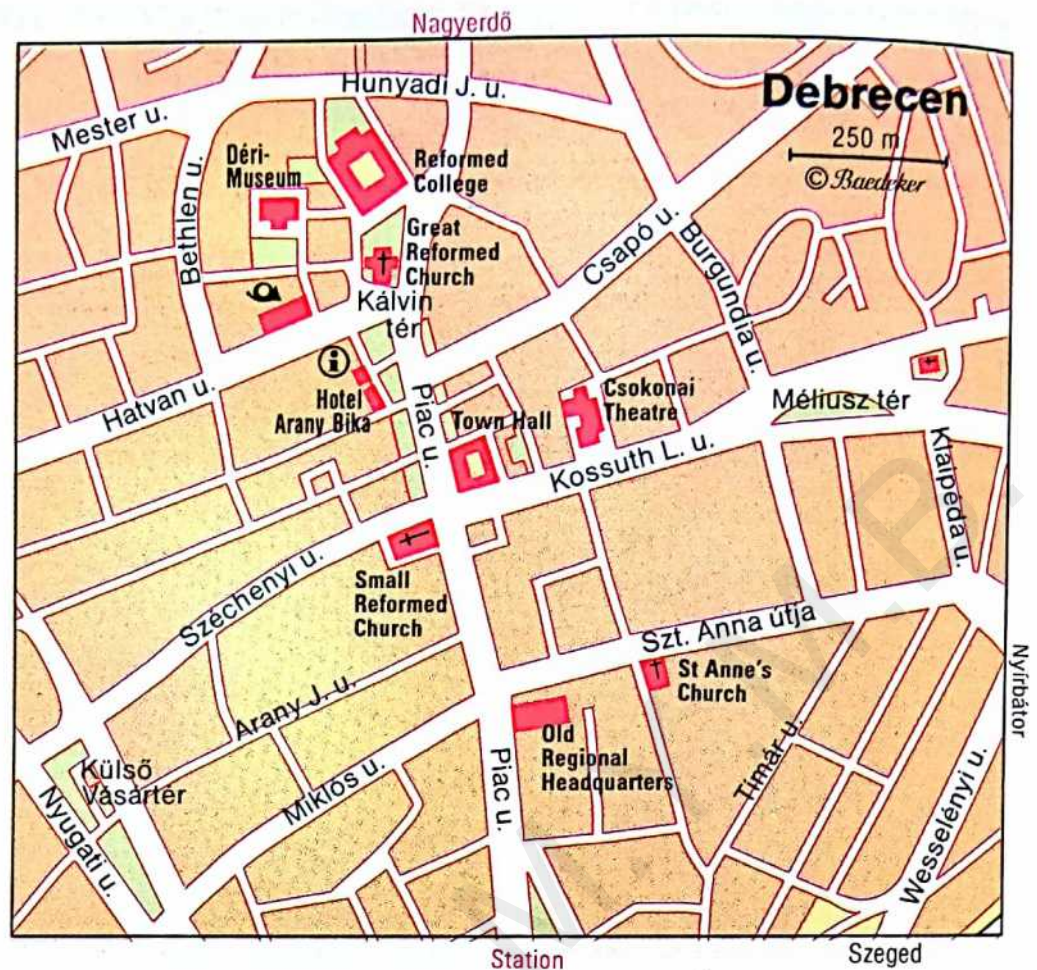 Nagyerdő
Debrecen
250 m
© Baedeker
Hunyadi J. u.
Mester u.
Déri-
Museum
Reformed
College
Bethlen u.
Great
Reformed
Church
Csapó u.
Burgundia u.
Kálvin
tér
i
Hatvan u.
Hotel
Arany Bika
Piac u.
Town Hall
Csokonai
Theatre
Méliusz tér
Kossuth L. u.
Klaipéda u.
Széchenyi u.
Small
Reformed
Church
Szt. Anna útja
St Anne's
Church
Nyírbátor
Arany J. u.
Old
Regional
Headquarters
Külső
Vásártér
Miklós u.
Piac u.
Timár u.
Nyugati u.
Wesselényi u.
Station
Szeged
M.B.